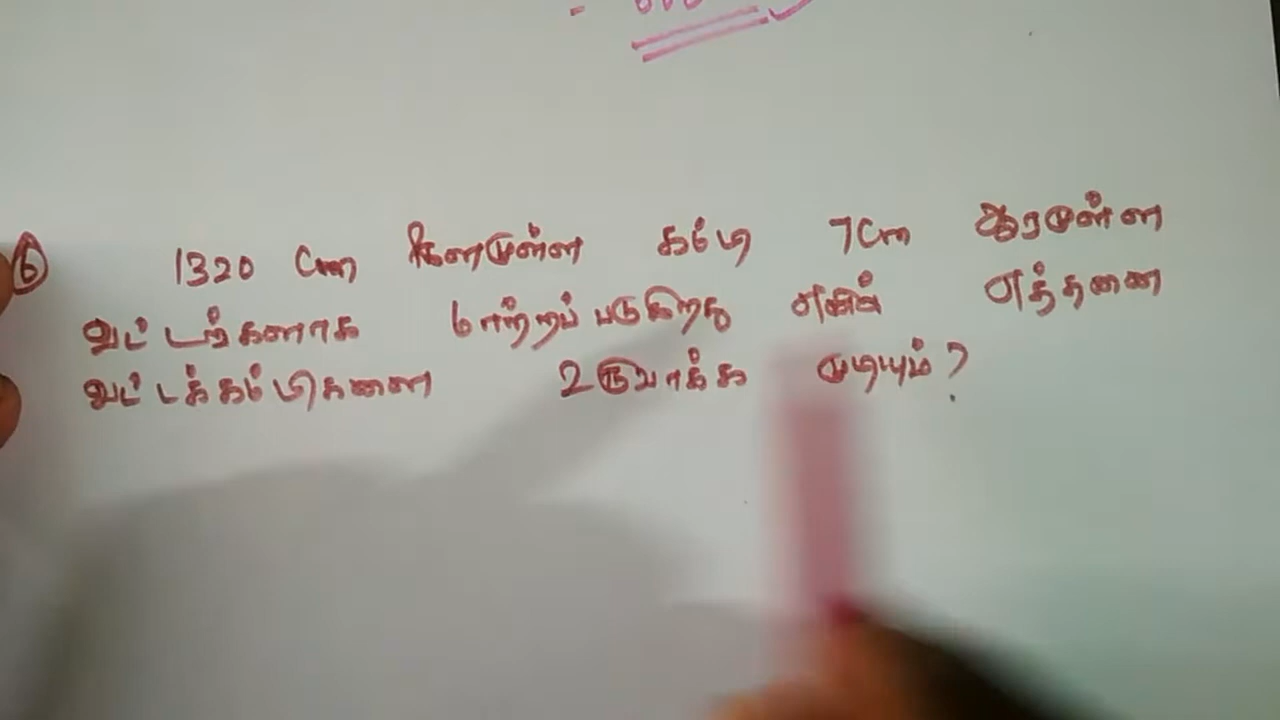 6 1320 Cm நீளமுள்ள கம்பி 7Cm ஆரமுள்ள
வட்டங்களாக மாற்றப்படுகிறது எனில் எத்தனை
வட்டக்கம்பிகளை உருவாக்க முடியும்?